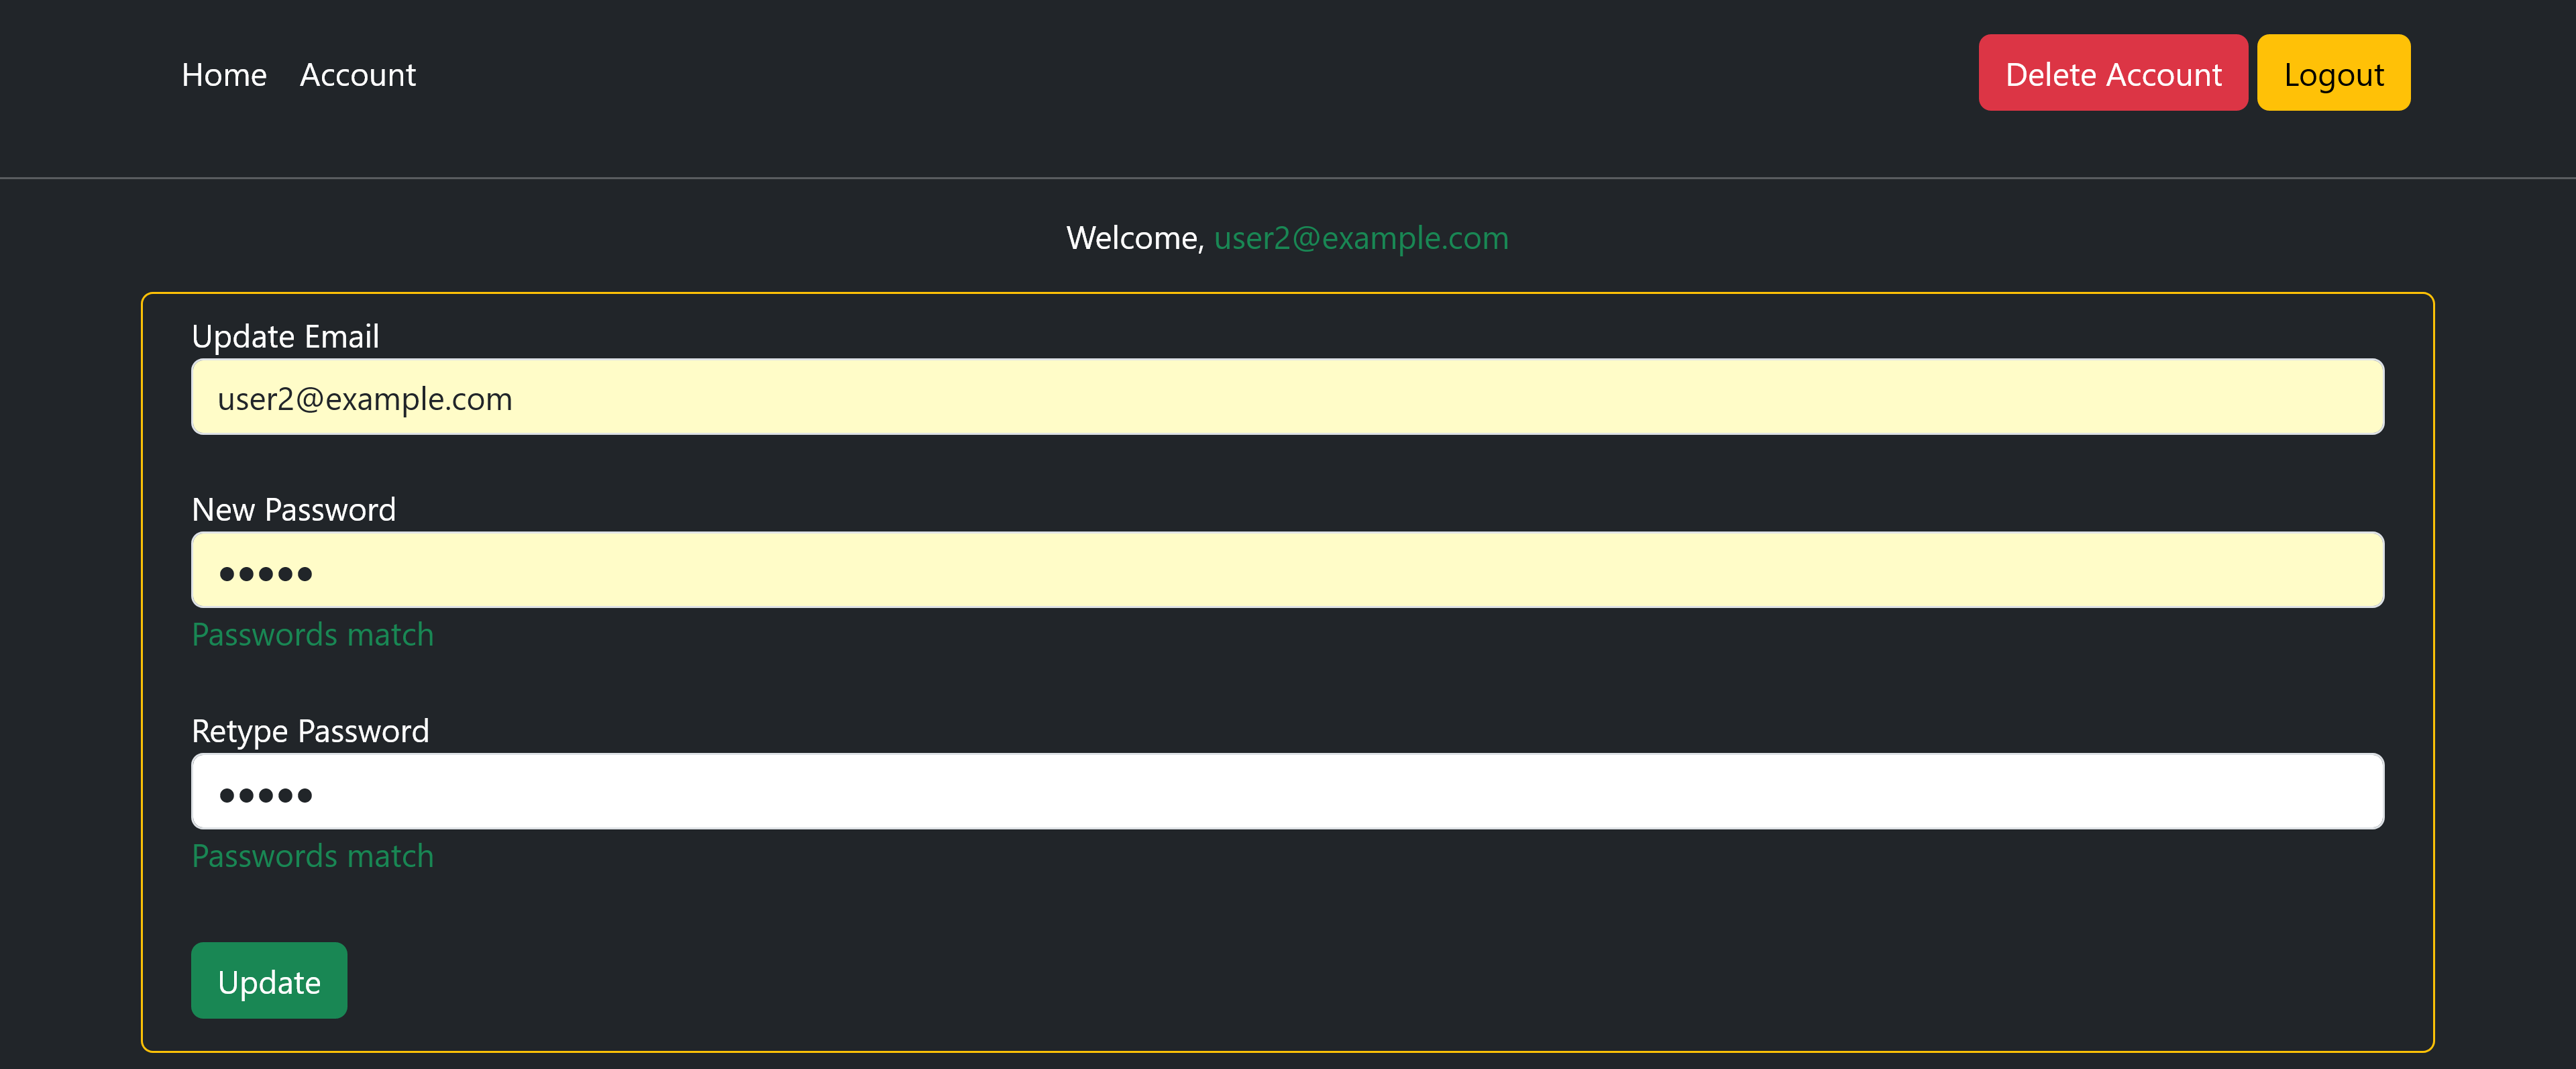 Home Account Delete Account Logout
Welcome, user2@example.com
Update Email
user2@example.com
New Password
•••••
Passwords match
Retype Password
•••••
Passwords match
Update